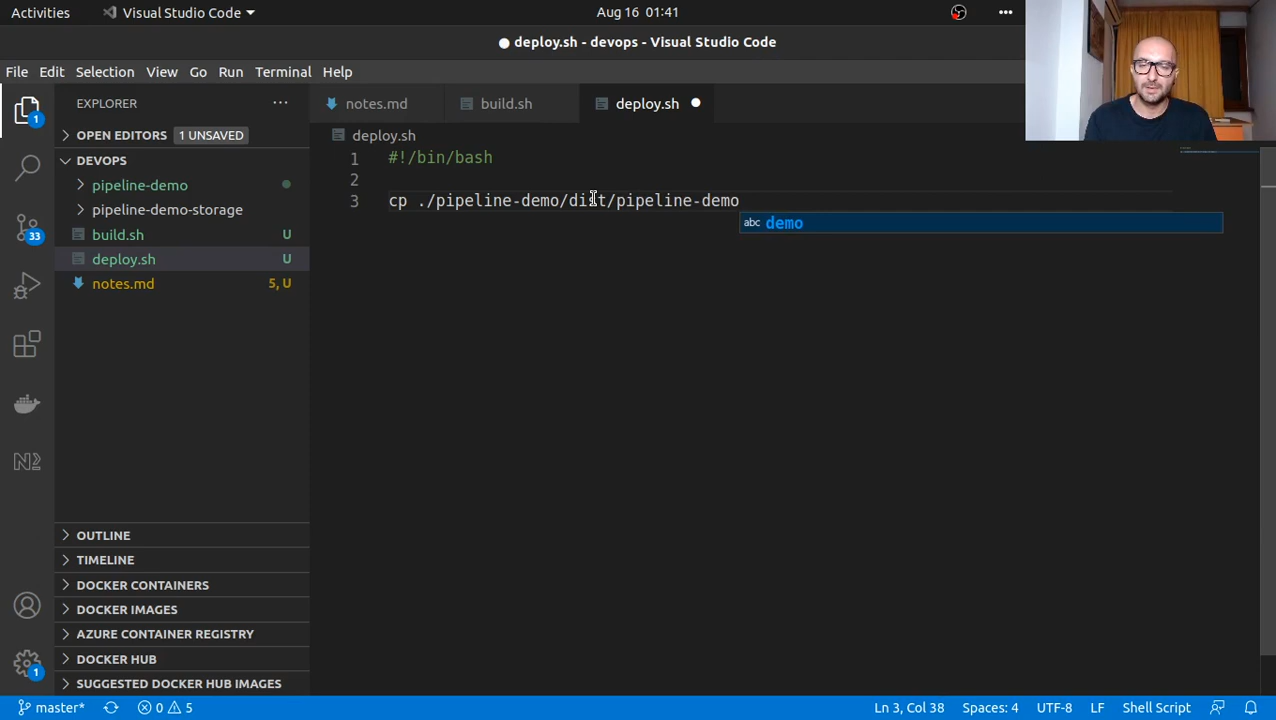 Activities
Visual Studio Code
Aug 16 01:41
deploy.sh - devops - Visual Studio Code
File Edit Selection View Go Run Terminal Help
EXPLORER
notes.md
build.sh
deploy.sh
OPEN EDITORS 1 UNSAVED
deploy.sh
DEVOPS
pipeline-demo
pipeline-demo-storage
build.sh U
deploy.sh U
notes.md 5, U
1 #!/bin/bash
2
3 cp ./pipeline-demo/dist/pipeline-demo
abc demo
1
33
OUTLINE
TIMELINE
DOCKER CONTAINERS
DOCKER IMAGES
AZURE CONTAINER REGISTRY
DOCKER HUB
SUGGESTED DOCKER HUB IMAGES
1
master*
0 5
Ln 3, Col 38
Spaces: 4
UTF-8
LF
Shell Script